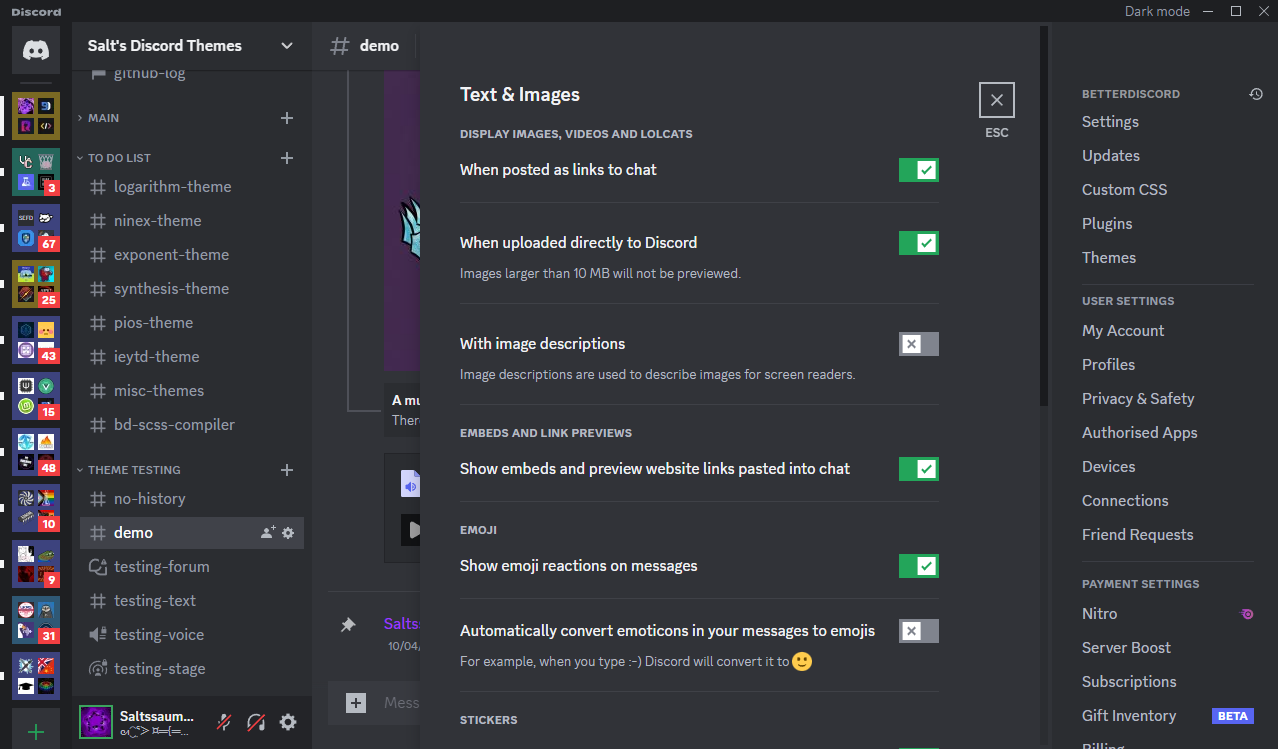 Discord
Dark mode
Salt's Discord Themes
demo
github-log
MAIN
TO DO LIST
logarithm-theme
ninex-theme
exponent-theme
synthesis-theme
pios-theme
ieytd-theme
misc-themes
bd-scss-compiler
THEME TESTING
no-history
demo
testing-forum
testing-text
testing-voice
testing-stage
3
67
25
43
15
48
10
9
31
Saltssaum...
A mu
Ther
Salts
10/04/
Mess
Text & Images
ESC
DISPLAY IMAGES, VIDEOS AND LOLCATS
When posted as links to chat
When uploaded directly to Discord
Images larger than 10 MB will not be previewed.
With image descriptions
Image descriptions are used to describe images for screen readers.
EMBEDS AND LINK PREVIEWS
Show embeds and preview website links pasted into chat
EMOJI
Show emoji reactions on messages
Automatically convert emoticons in your messages to emojis
For example, when you type :-) Discord will convert it to 🙂
STICKERS
BETTERDISCORD
Settings
Updates
Custom CSS
Plugins
Themes
USER SETTINGS
My Account
Profiles
Privacy & Safety
Authorised Apps
Devices
Connections
Friend Requests
PAYMENT SETTINGS
Nitro
Server Boost
Subscriptions
Gift Inventory
BETA
Billing